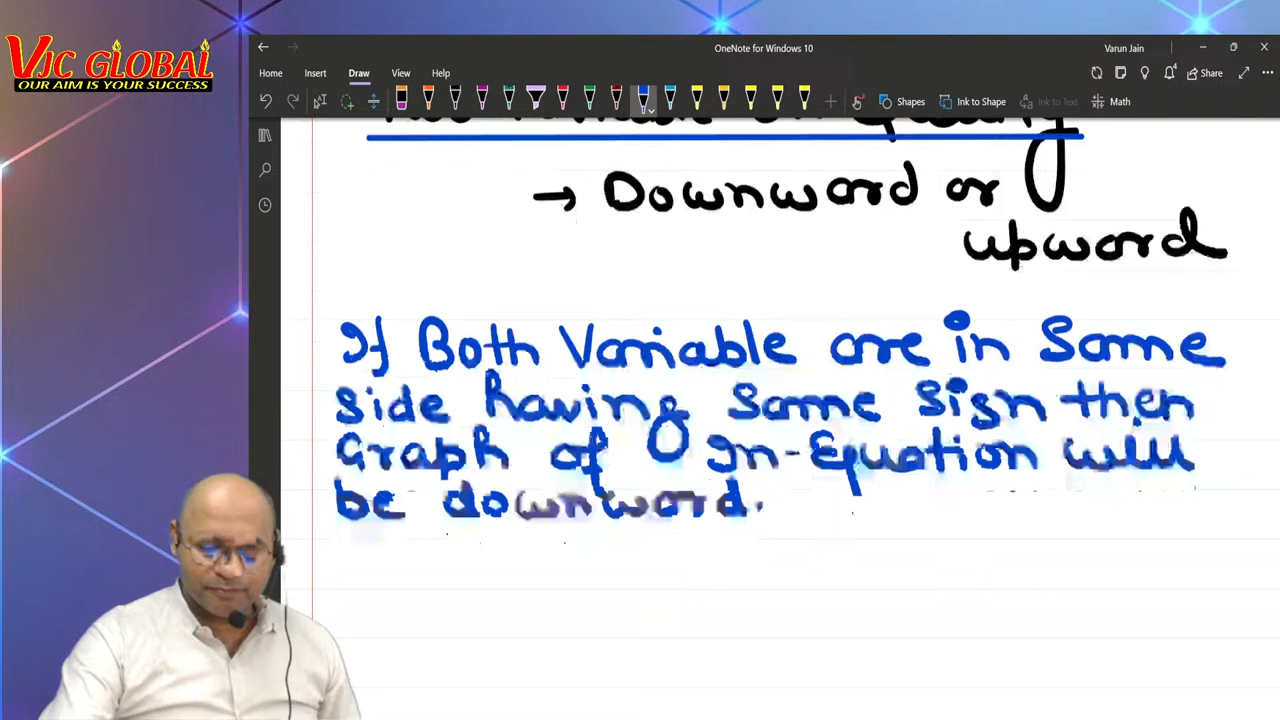 VJC GLOBAL
OUR AIM IS YOUR SUCCESS
OneNote for Windows 10
Varun Jain
Home Insert Draw View Help
Share
Shapes Ink to Shape Ink to Text Math
→ Downward or
upword
If Both Variable are in Same
side having same sign then
Graph of In-Equation will
be downword.